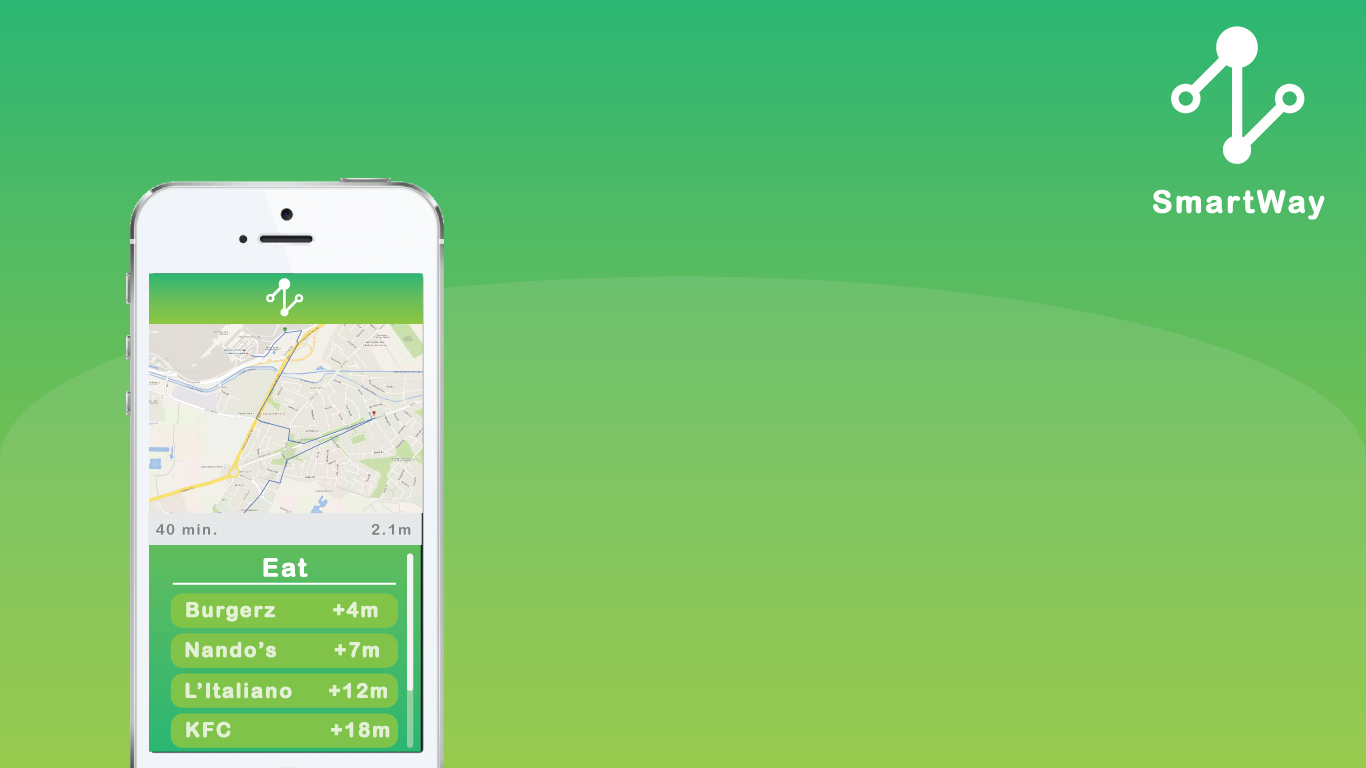 SmartWay
40 min. 2.1m
Eat
Burgerz +4m
Nando's +7m
L'Italiano +12m
KFC +18m